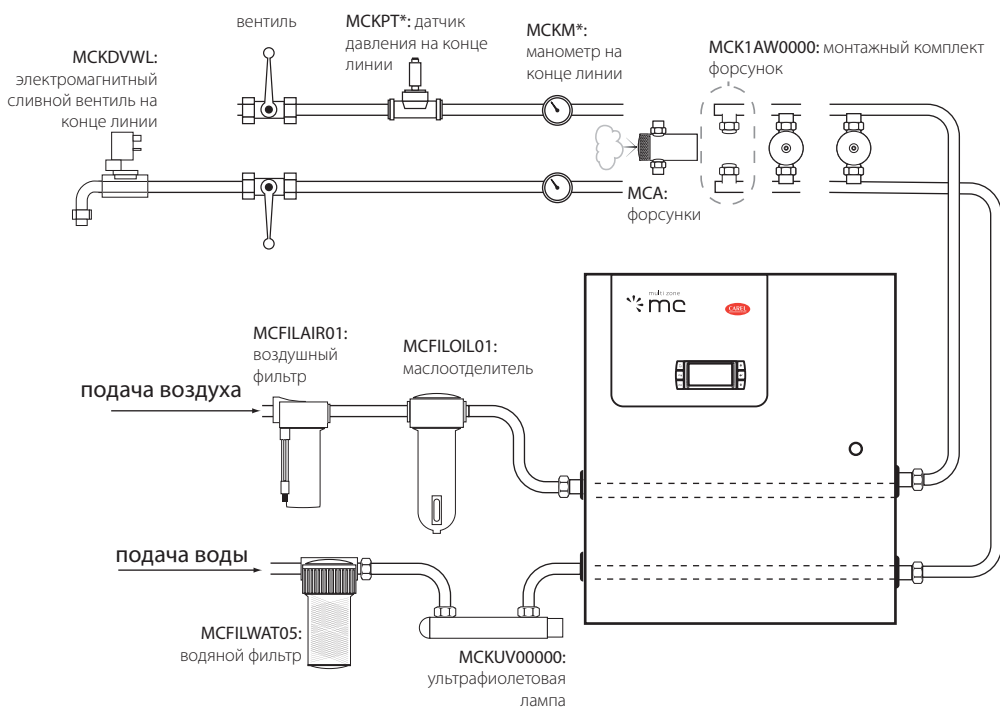 вентиль
MCKPT*: датчик
давления на конце
линии
MCKM*:
манометр на
конце линии
MCK1AW0000: монтажный комплект
форсунок
MCKDVWL:
электромагнитный
сливной вентиль на
конце линии
MCA:
форсунки
multi zone
mc
CAREL
MCFILAIR01:
воздушный
фильтр
MCFILOIL01:
маслоотделитель
подача воздуха
подача воды
MCFILWAT05:
водяной фильтр
MCKUV00000:
ультрафиолетовая
лампа